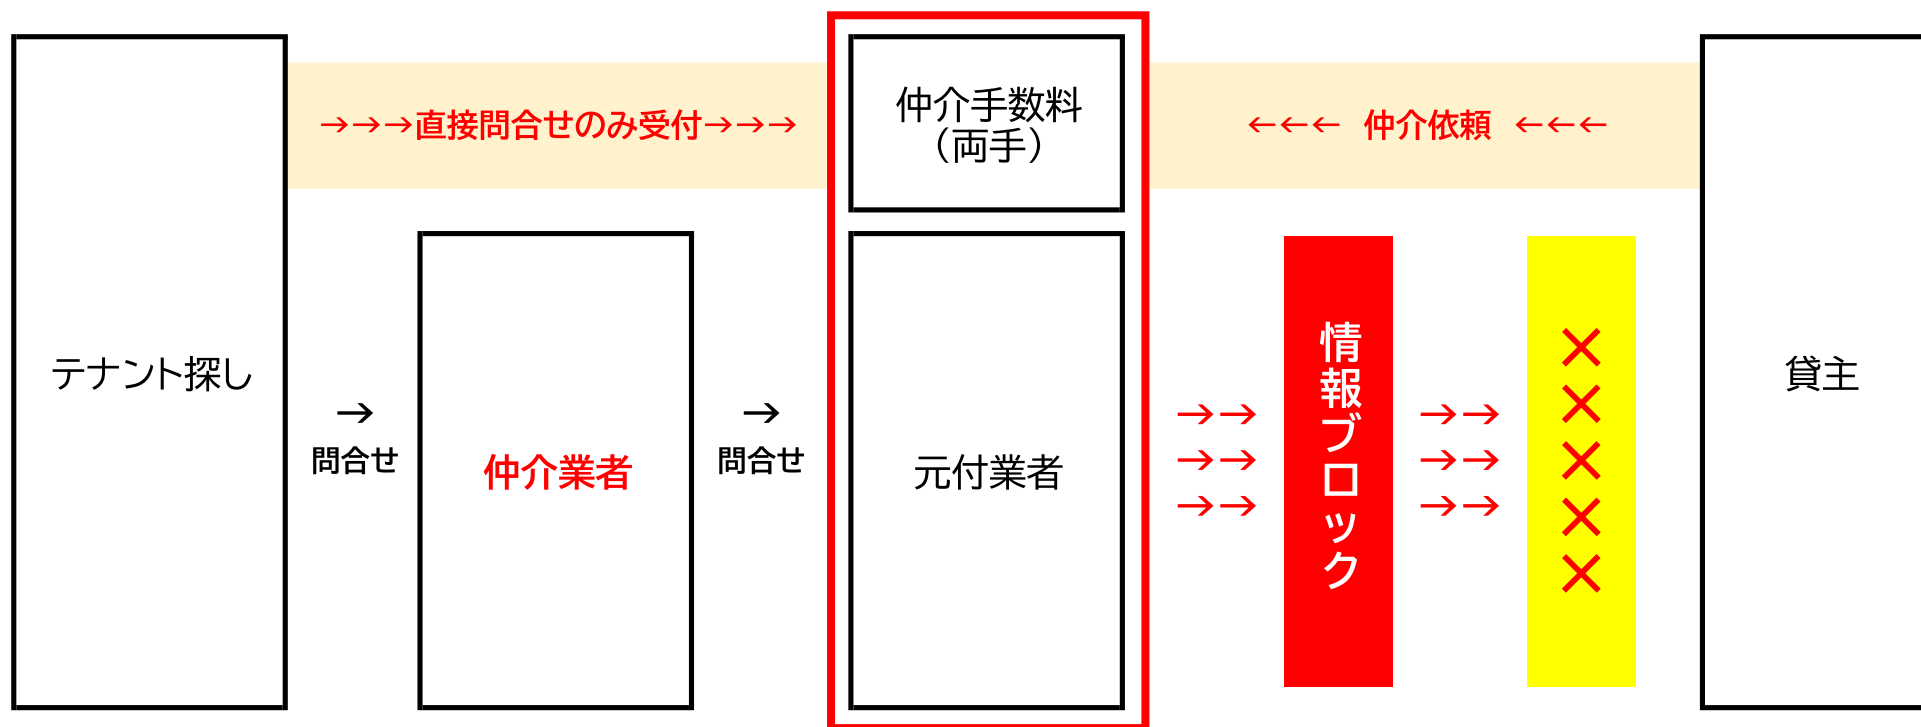 テナント探し
→→→直接問合せのみ受付→→→
→
問合せ
仲介業者
→
問合せ
仲介手数料
（両手）
元付業者
←←← 仲介依頼 ←←←
→→
→→
→→
情報ブロック
→→
→→
→→
×
×
×
×
×
貸主